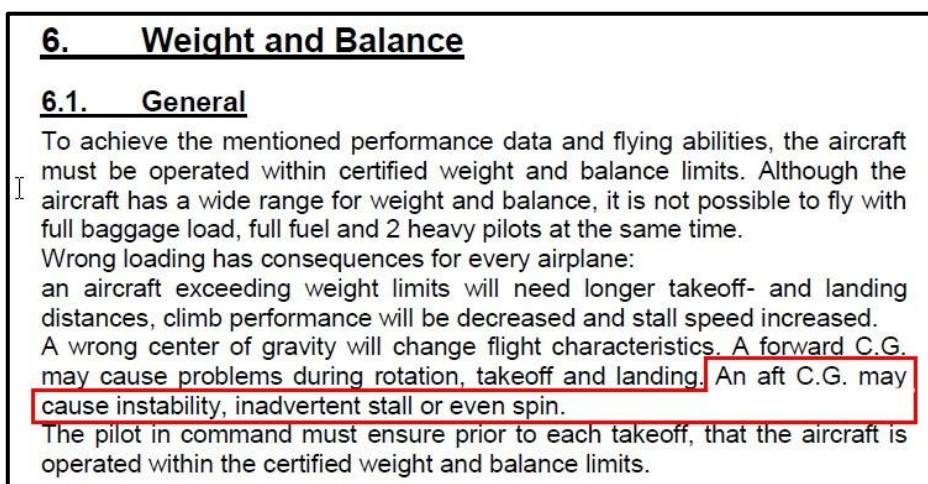 6. Weight and Balance
6.1. General
To achieve the mentioned performance data and flying abilities, the aircraft
must be operated within certified weight and balance limits. Although the
aircraft has a wide range for weight and balance, it is not possible to fly with
full baggage load, full fuel and 2 heavy pilots at the same time.
Wrong loading has consequences for every airplane:
an aircraft exceeding weight limits will need longer takeoff- and landing
distances, climb performance will be decreased and stall speed increased.
A wrong center of gravity will change flight characteristics. A forward C.G.
may cause problems during rotation, takeoff and landing. An aft C.G. may
cause instability, inadvertent stall or even spin.
The pilot in command must ensure prior to each takeoff, that the aircraft is
operated within the certified weight and balance limits.